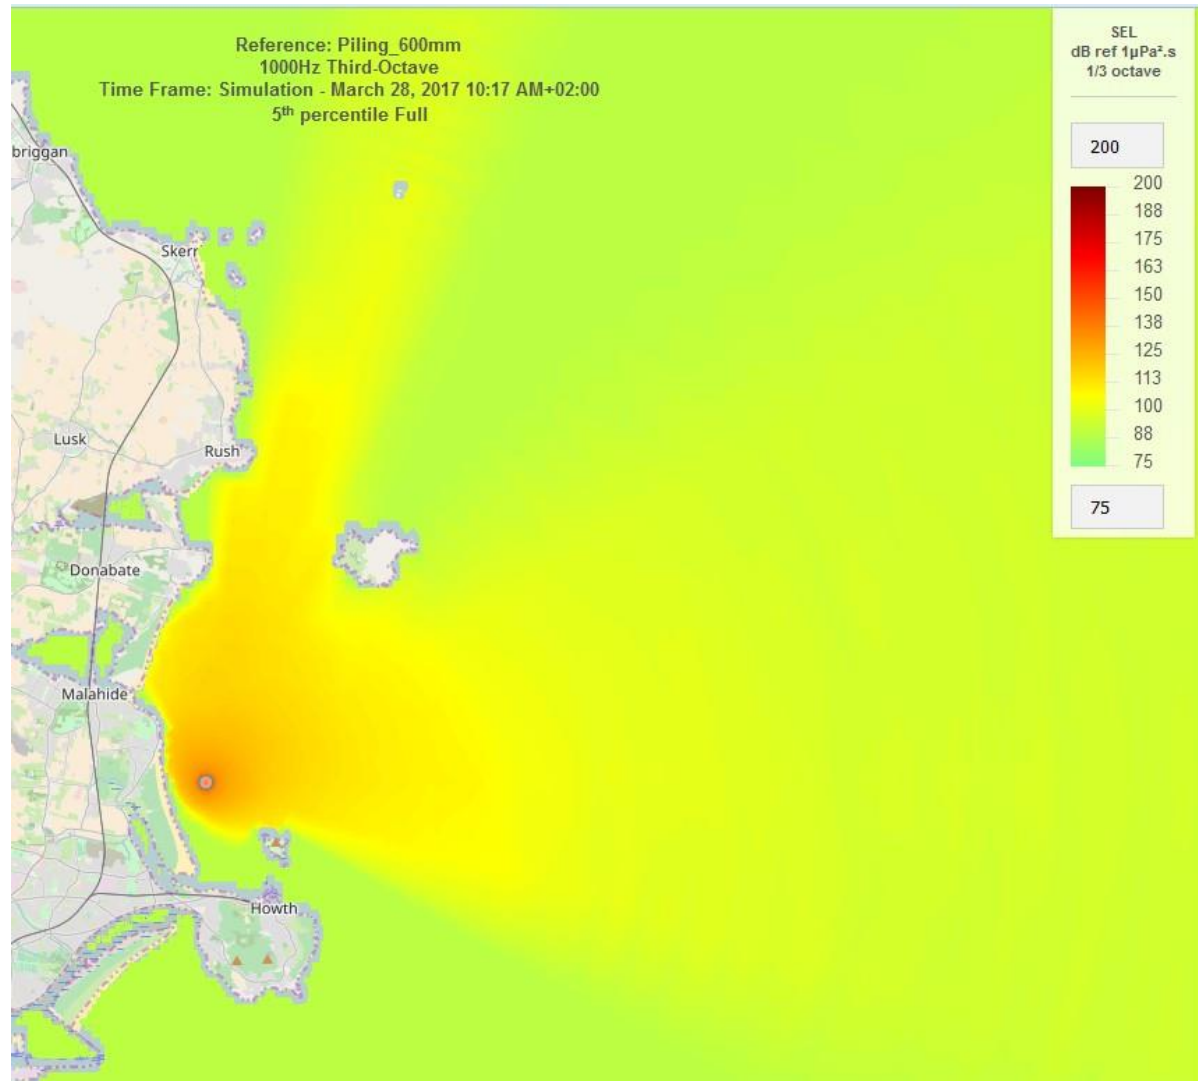 Reference: Piling_600mm
1000Hz Third-Octave
Time Frame: Simulation - March 28, 2017 10:17 AM+02:00
5th percentile Full
SEL
dB ref 1µPa².s
1/3 octave
200
200
188
175
163
150
138
125
113
100
88
75
75
briggan
Skerr
Lusk
Rush
Donabate
Malahide
Howth